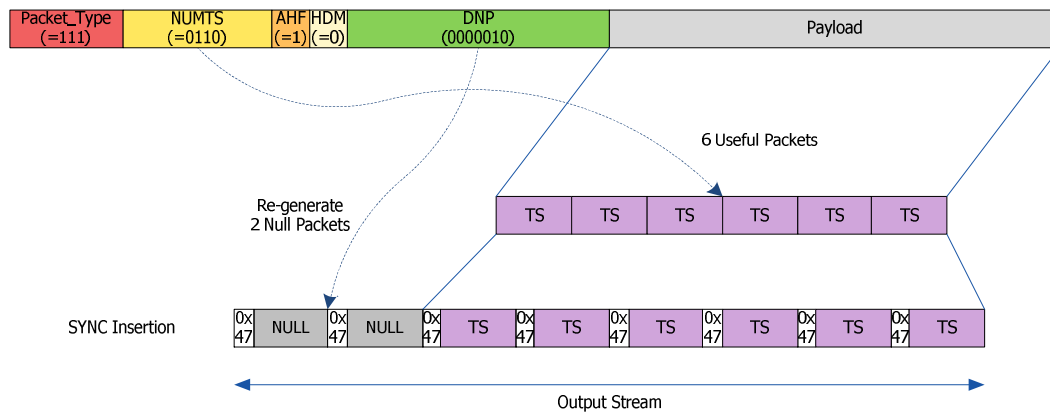 Packet_Type NUMTS AHF HDM DNP Payload
(=111) (=0110) (=1) (=0) (0000010)
6 Useful Packets
Re-generate
2 Null Packets
TS TS TS TS TS TS
SYNC Insertion
0x 0x 0x 0x 0x 0x 0x 0x
NULL NULL TS TS TS TS TS TS
47 47 47 47 47 47 47 47
Output Stream